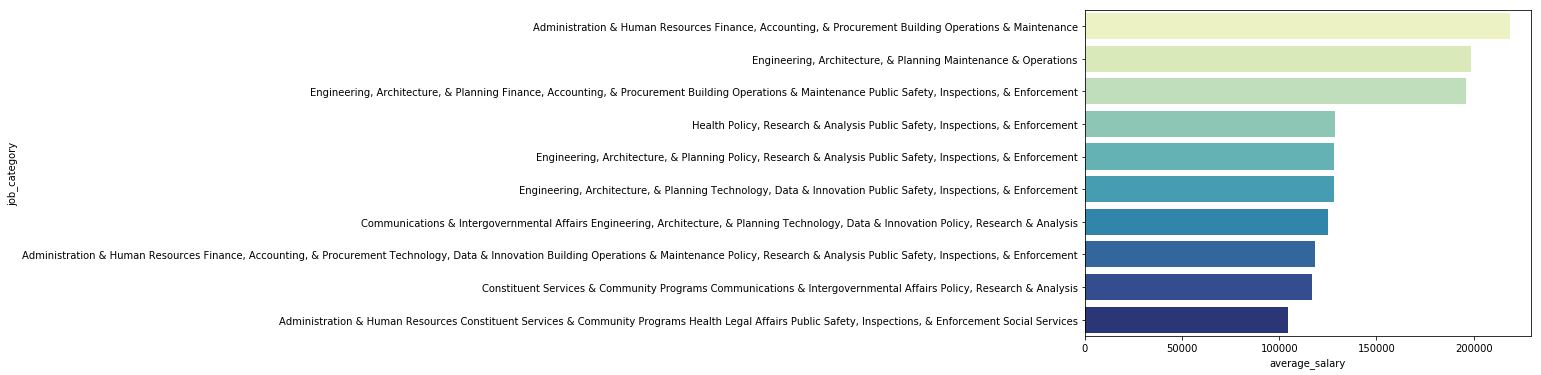 Administration & Human Resources Finance, Accounting, & Procurement Building Operations & Maintenance
Engineering, Architecture, & Planning Maintenance & Operations
Engineering, Architecture, & Planning Finance, Accounting, & Procurement Building Operations & Maintenance Public Safety, Inspections, & Enforcement
Health Policy, Research & Analysis Public Safety, Inspections, & Enforcement
Engineering, Architecture, & Planning Policy, Research & Analysis Public Safety, Inspections, & Enforcement
Engineering, Architecture, & Planning Technology, Data & Innovation Public Safety, Inspections, & Enforcement
Communications & Intergovernmental Affairs Engineering, Architecture, & Planning Technology, Data & Innovation Policy, Research & Analysis
Administration & Human Resources Finance, Accounting, & Procurement Technology, Data & Innovation Building Operations & Maintenance Policy, Research & Analysis Public Safety, Inspections, & Enforcement
Constituent Services & Community Programs Communications & Intergovernmental Affairs Policy, Research & Analysis
Administration & Human Resources Constituent Services & Community Programs Health Legal Affairs Public Safety, Inspections, & Enforcement Social Services
job_category
0 50000 100000 150000 200000
average_salary